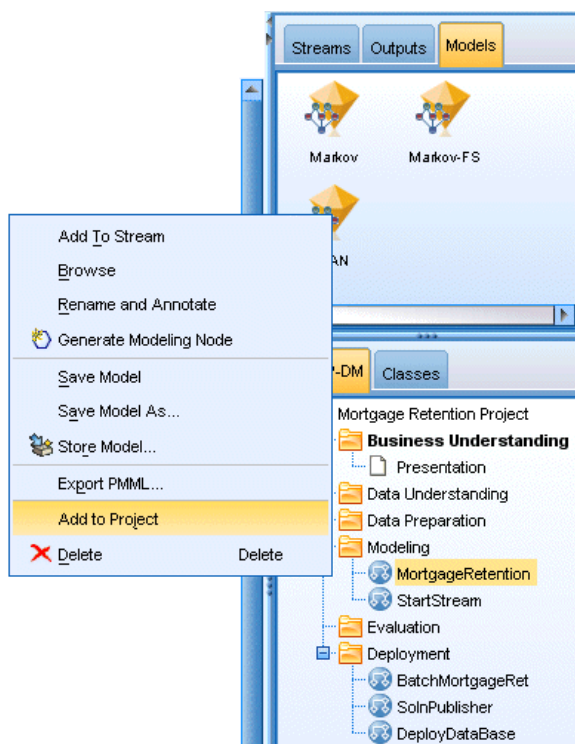 Streams Outputs Models
Markov Markov-FS
AN
Add To Stream
Browse
Rename and Annotate
Generate Modeling Node
Save Model
Save Model As...
Store Model...
Export PMML...
Add to Project
Delete Delete
-DM Classes
Mortgage Retention Project
Business Understanding
Presentation
Data Understanding
Data Preparation
Modeling
MortgageRetention
StartStream
Evaluation
Deployment
BatchMortgageRet
SolnPublisher
DeployDataBase